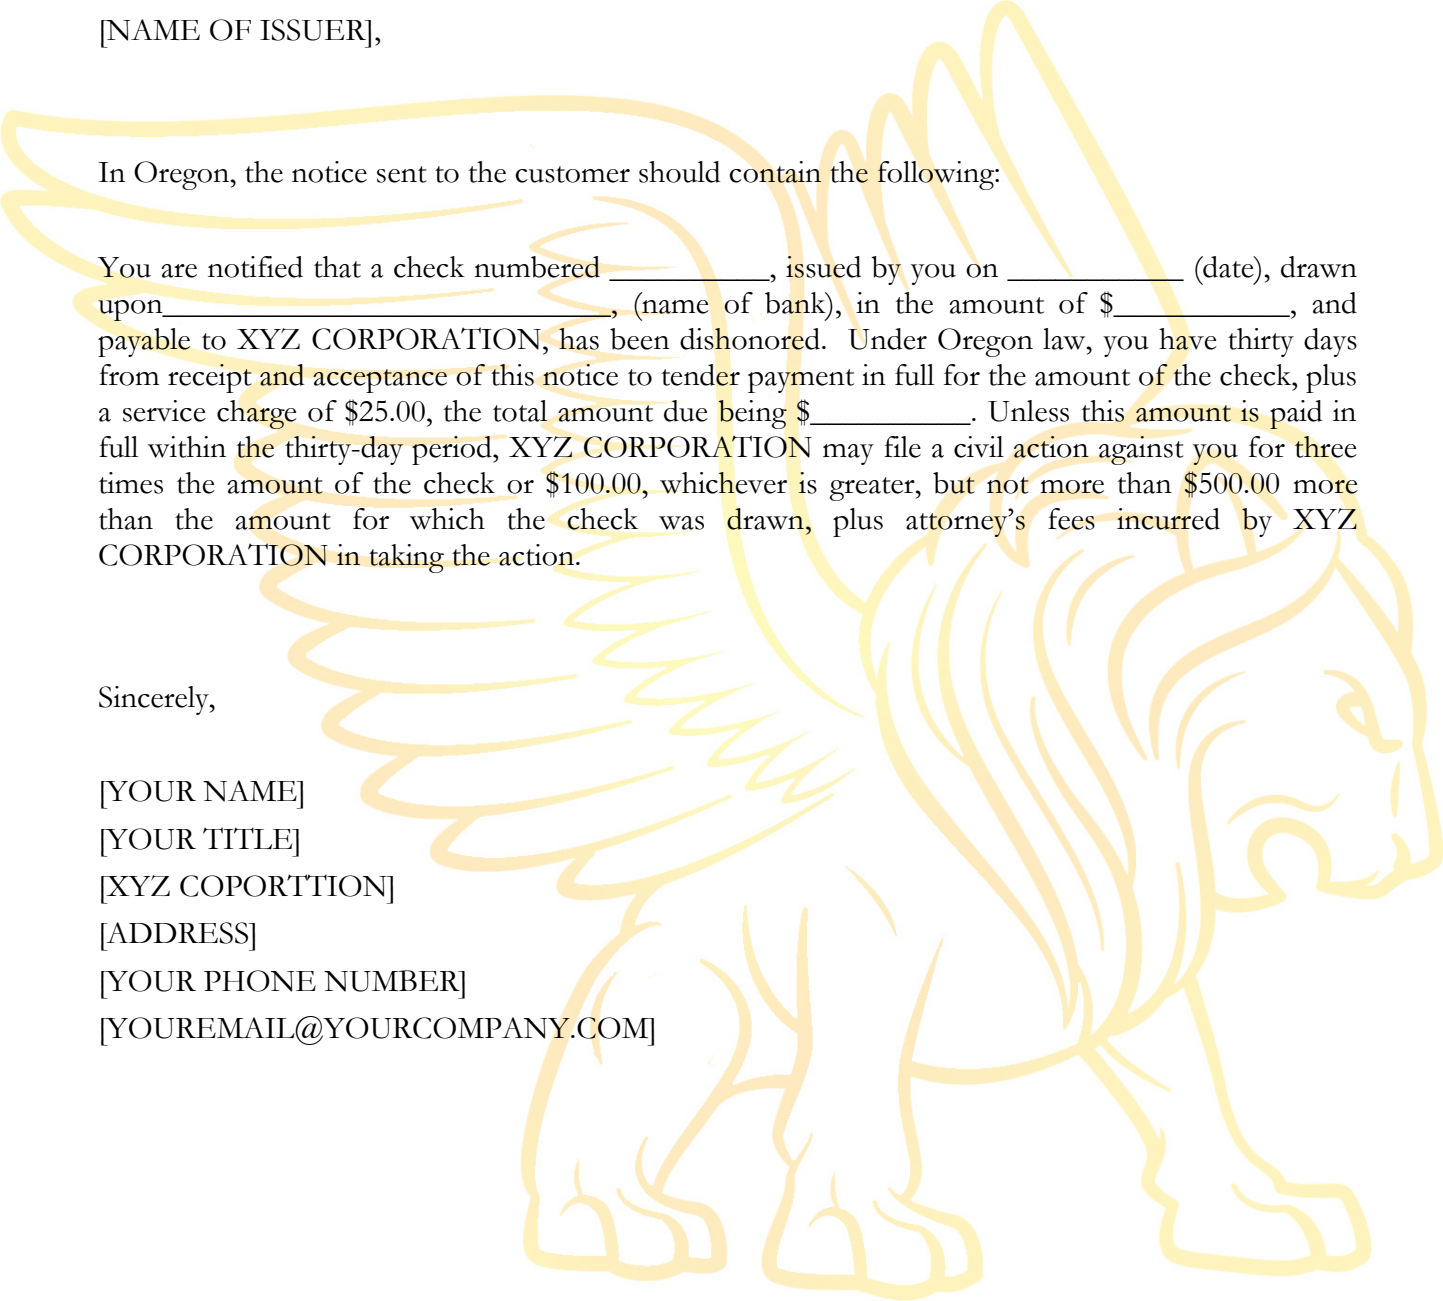 [NAME OF ISSUER],
In Oregon, the notice sent to the customer should contain the following:
You are notified that a check numbered __________, issued by you on ___________ (date), drawn
upon____________________________, (name of bank), in the amount of $___________, and
payable to XYZ CORPORATION, has been dishonored.  Under Oregon law, you have thirty days
from receipt and acceptance of this notice to tender payment in full for the amount of the check, plus
a service charge of $25.00, the total amount due being $__________. Unless this amount is paid in
full within the thirty-day period, XYZ CORPORATION may file a civil action against you for three
times the amount of the check or $100.00, whichever is greater, but not more than $500.00 more
than the amount for which the check was drawn, plus attorney’s fees incurred by XYZ
CORPORATION in taking the action.
Sincerely,
[YOUR NAME]
[YOUR TITLE]
[XYZ COPORTTION]
[ADDRESS]
[YOUR PHONE NUMBER]
[YOUREMAIL@YOURCOMPANY.COM]